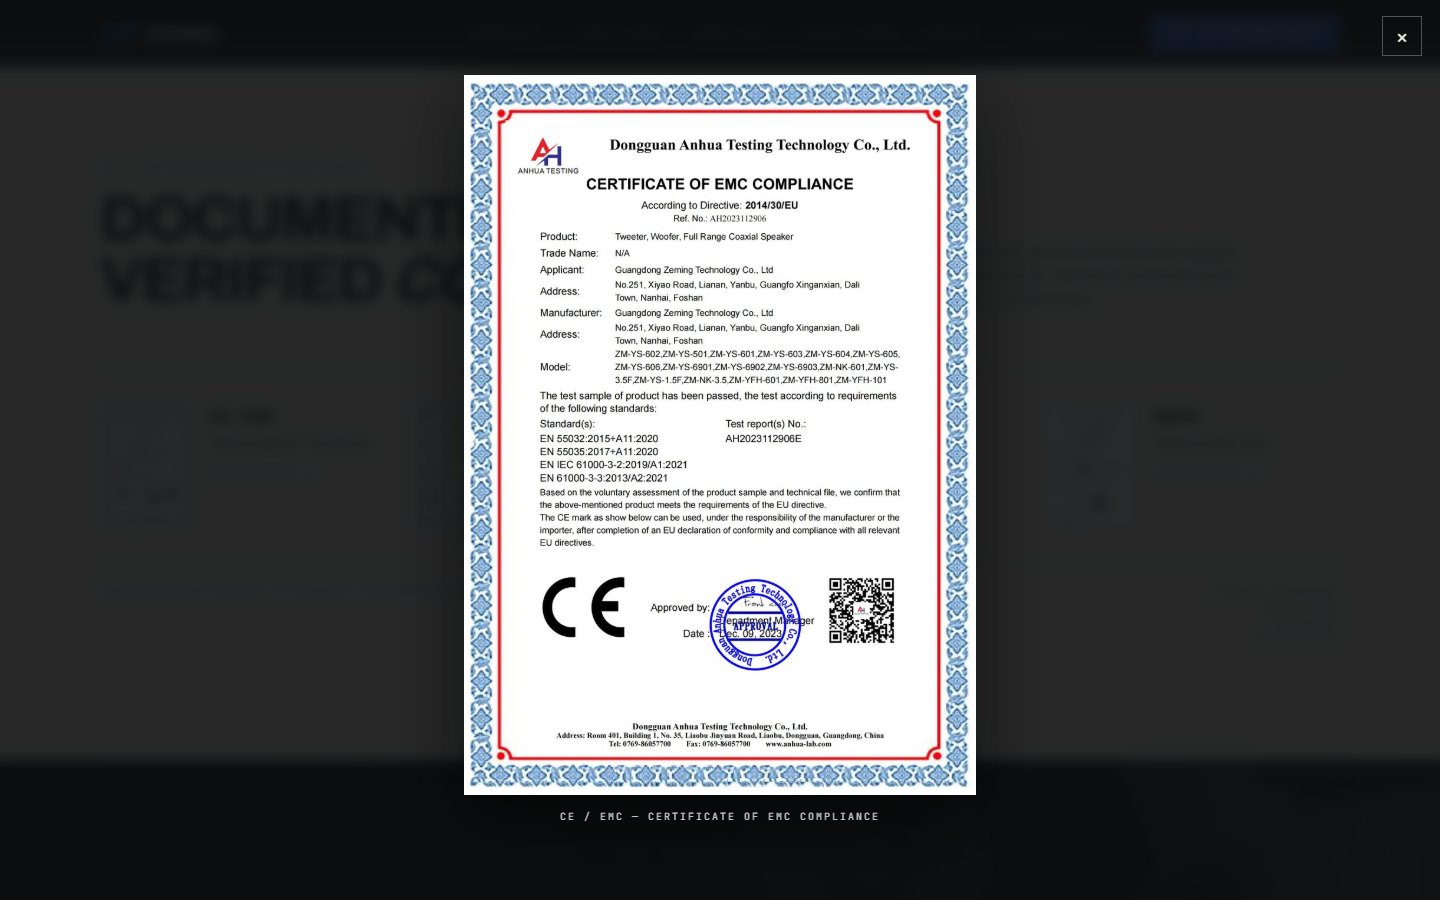 ×
DOCUMENT
VERIFIED CO
AH
ANHUA TESTING
Dongguan Anhua Testing Technology Co., Ltd.
CERTIFICATE OF EMC COMPLIANCE
According to Directive: 2014/30/EU
Ref. No.: AH2023112906
Product: Tweeter, Woofer, Full Range Coaxial Speaker
Trade Name: N/A
Applicant: Guangdong Zeming Technology Co., Ltd
Address: No.251, Xiyao Road, Lianan, Yanbu, Guangfo Xinganxian, Dali
Town, Nanhai, Foshan
Manufacturer: Guangdong Zeming Technology Co., Ltd
Address: No.251, Xiyao Road, Lianan, Yanbu, Guangfo Xinganxian, Dali
Town, Nanhai, Foshan
Model: ZM-YS-602,ZM-YS-501,ZM-YS-601,ZM-YS-603,ZM-YS-604,ZM-YS-605,
ZM-YS-606,ZM-YS-6901,ZM-YS-6902,ZM-YS-6903,ZM-NK-601,ZM-YS-
3.5F,ZM-YS-1.5F,ZM-NK-3.5,ZM-YFH-601,ZM-YFH-801,ZM-YFH-101
The test sample of product has been passed, the test according to requirements
of the following standards:
Standard(s): Test report(s) No.:
EN 55032:2015+A11:2020 AH2023112906E
EN 55035:2017+A11:2020
EN IEC 61000-3-2:2019/A1:2021
EN 61000-3-3:2013/A2:2021
Based on the voluntary assessment of the product sample and technical file, we confirm that
the above-mentioned product meets the requirements of the EU directive.
The CE mark as show below can be used, under the responsibility of the manufacturer or the
importer, after completion of an EU declaration of conformity and compliance with all relevant
EU directives.
CE
Approved by:
Department Manager
Date : Dec. 09, 2023
Dongguan Anhua Testing Technology Co., Ltd.
APPROVAL
Dongguan Anhua Testing Technology Co., Ltd.
Address: Room 401, Building 1, No. 35, Liaobu Jinyuan Road, Liaobu, Dongguan, Guangdong, China
Tel: 0769-86057700 Fax: 0769-86057700 www.anhua-lab.com
CE / EMC — CERTIFICATE OF EMC COMPLIANCE